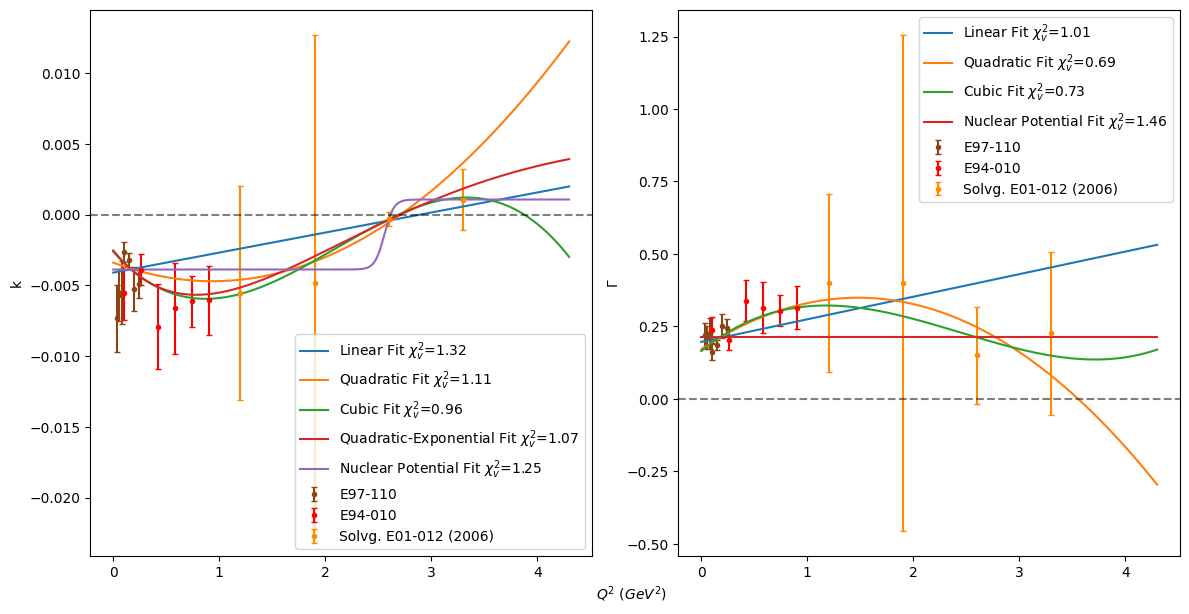 0.010
0.005
0.000
−0.005
−0.010
−0.015
−0.020
k
0
1
2
3
4
Linear Fit χ²ᵥ=1.32
Quadratic Fit χ²ᵥ=1.11
Cubic Fit χ²ᵥ=0.96
Quadratic-Exponential Fit χ²ᵥ=1.07
Nuclear Potential Fit χ²ᵥ=1.25
E97-110
E94-010
Solvg. E01-012 (2006)
1.25
1.00
0.75
0.50
0.25
0.00
−0.25
−0.50
Γ
0
1
2
3
4
Linear Fit χ²ᵥ=1.01
Quadratic Fit χ²ᵥ=0.69
Cubic Fit χ²ᵥ=0.73
Nuclear Potential Fit χ²ᵥ=1.46
E97-110
E94-010
Solvg. E01-012 (2006)
Q² (GeV²)